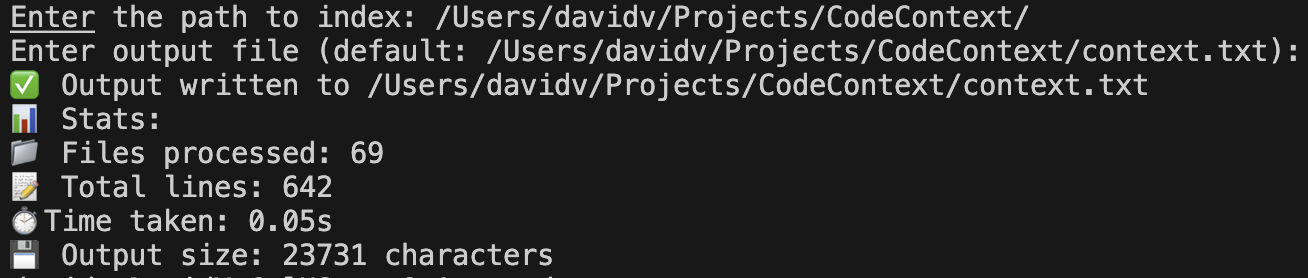 Enter the path to index: /Users/davidv/Projects/CodeContext/
Enter output file (default: /Users/davidv/Projects/CodeContext/context.txt):
✅ Output written to /Users/davidv/Projects/CodeContext/context.txt
📊 Stats:
📁 Files processed: 69
📝 Total lines: 642
⏱️Time taken: 0.05s
💾 Output size: 23731 characters